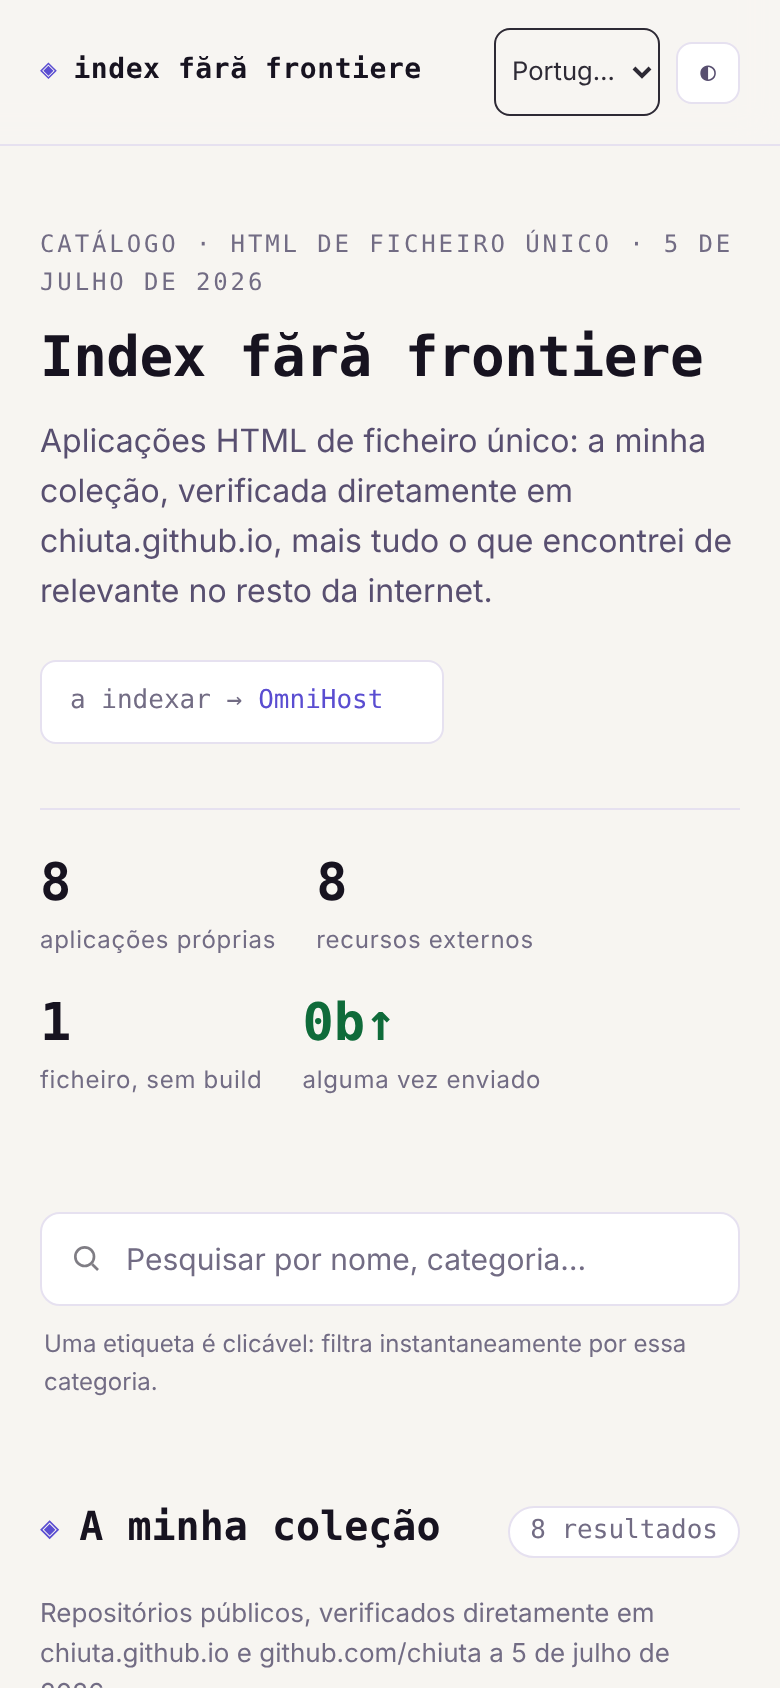 ◈ index fără frontiere
Portug...
◐
CATÁLOGO · HTML DE FICHEIRO ÚNICO · 5 DE
JULHO DE 2026
Index fără frontiere
Aplicações HTML de ficheiro único: a minha
coleção, verificada diretamente em
chiuta.github.io, mais tudo o que encontrei de
relevante no resto da internet.
a indexar → OmniHost
8 8
aplicações próprias recursos externos
1 0b↑
ficheiro, sem build alguma vez enviado
Pesquisar por nome, categoria...
Uma etiqueta é clicável: filtra instantaneamente por essa
categoria.
◈ A minha coleção 8 resultados
Repositórios públicos, verificados diretamente em
chiuta.github.io e github.com/chiuta a 5 de julho de
2026.